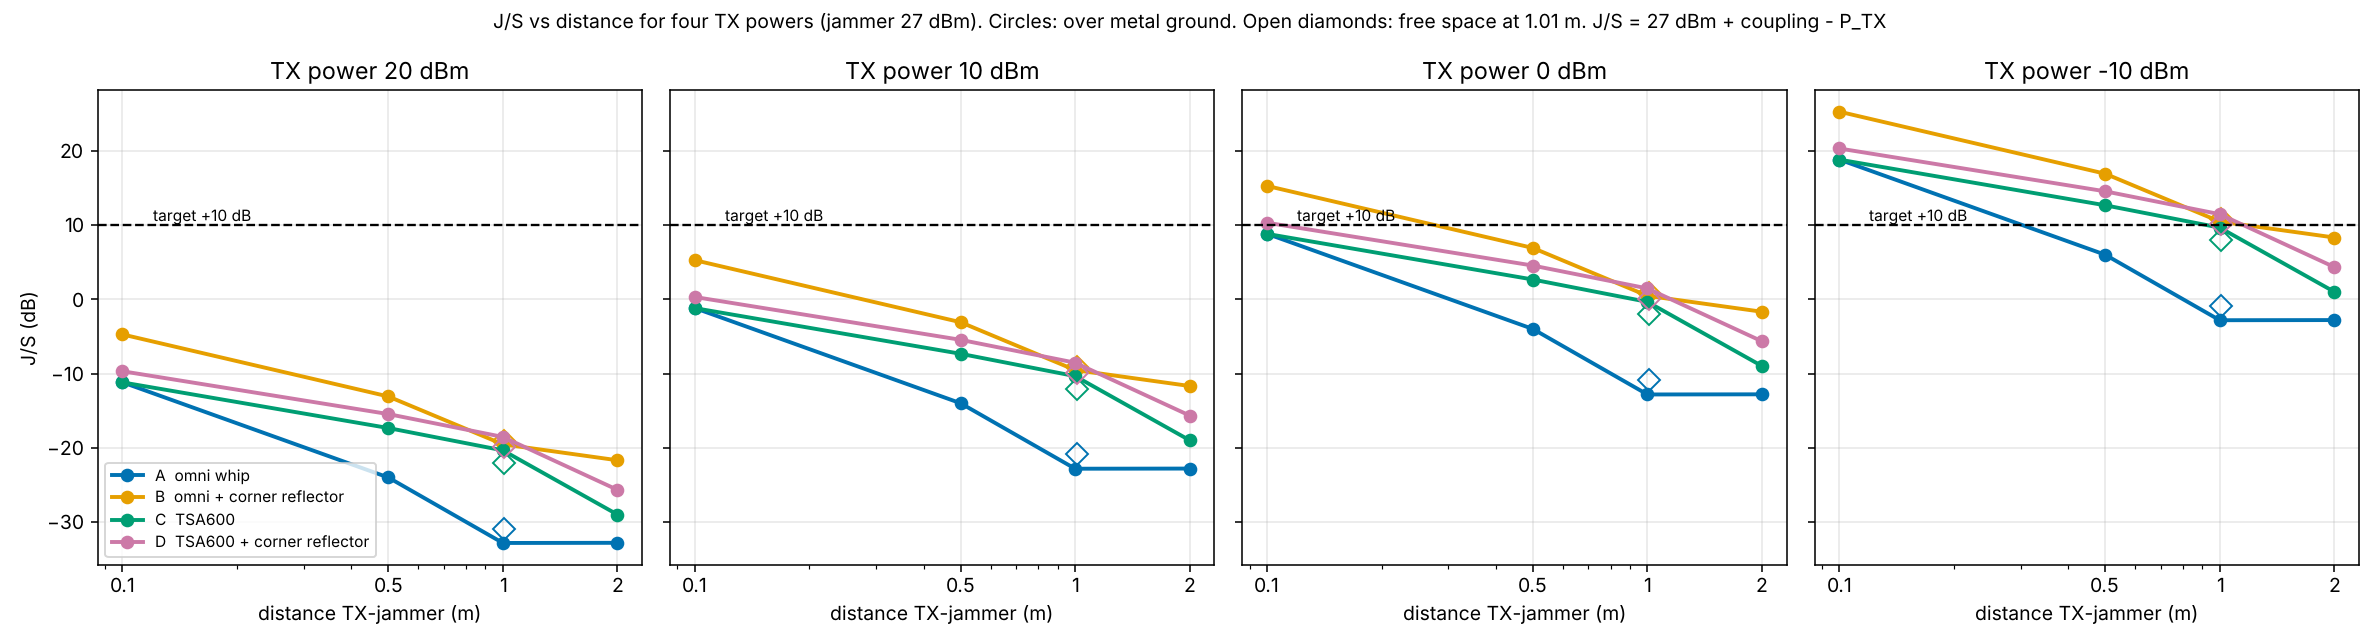 J/S vs distance for four TX powers (jammer 27 dBm). Circles: over metal ground. Open diamonds: free space at 1.01 m. J/S = 27 dBm + coupling - P_TX
TX power 20 dBm
TX power 10 dBm
TX power 0 dBm
TX power -10 dBm
J/S (dB)
20
10
0
−10
−20
−30
target +10 dB
target +10 dB
target +10 dB
target +10 dB
A omni whip
B omni + corner reflector
C TSA600
D TSA600 + corner reflector
0.1 0.5 1 2
0.1 0.5 1 2
0.1 0.5 1 2
0.1 0.5 1 2
distance TX-jammer (m)
distance TX-jammer (m)
distance TX-jammer (m)
distance TX-jammer (m)